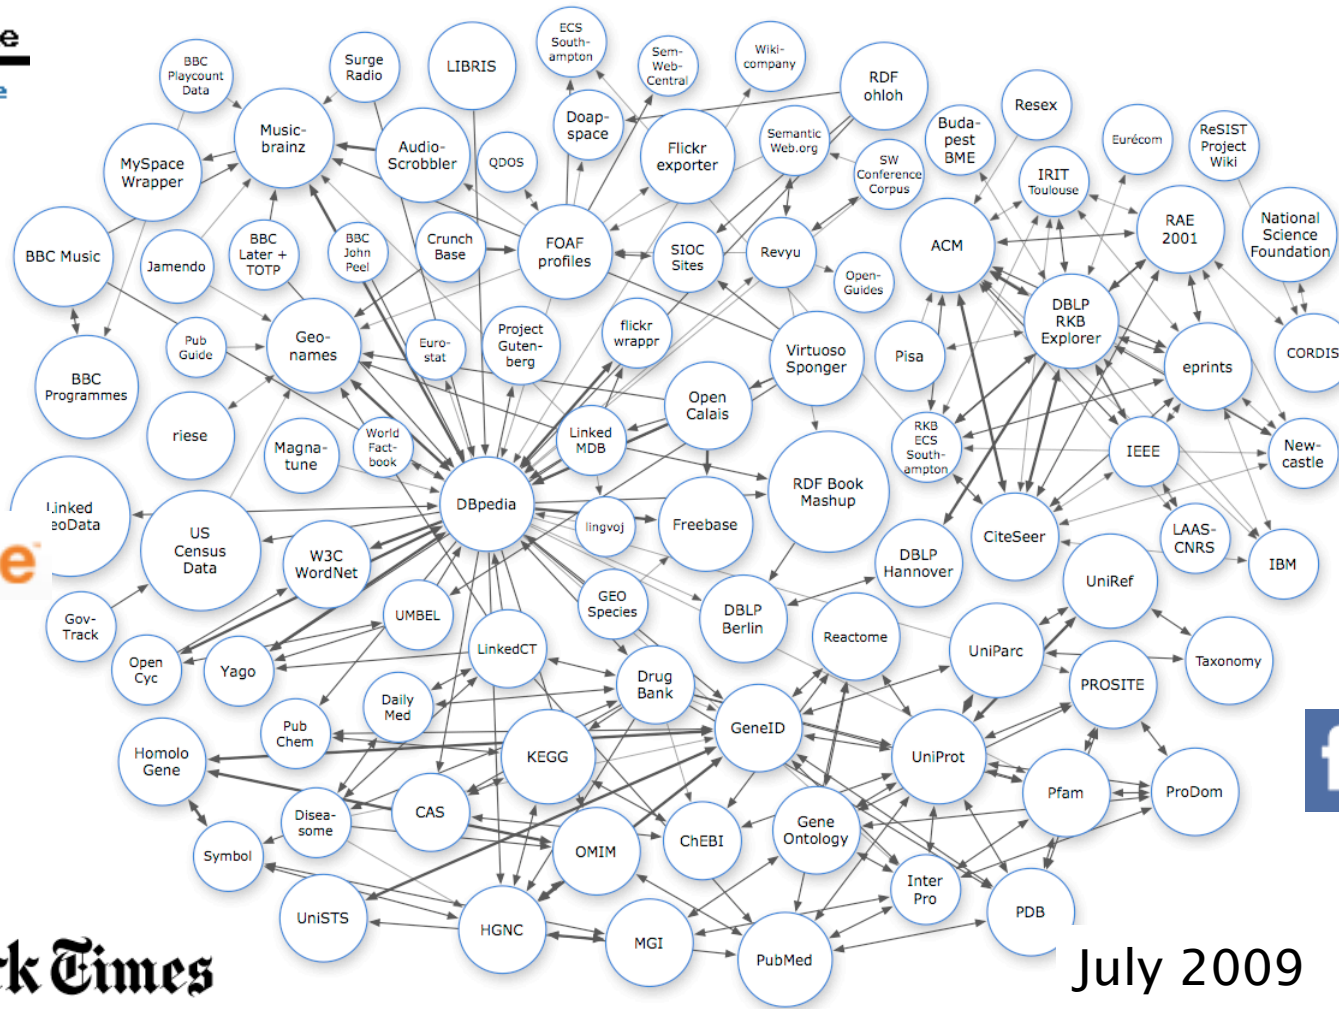 e
e
BBC
Playcount
Data
Surge
Radio
LIBRIS
ECS
South-
ampton
Sem-
Web-
Central
Wiki-
company
RDF
ohloh
Resex
Buda-
pest
BME
Eurécom
ReSIST
Project
Wiki
Music-
brainz
MySpace
Wrapper
Audio-
Scrobbler
QDOS
Doap-
space
Flickr
exporter
Semantic
Web.org
SW
Conference
Corpus
IRIT
Toulouse
RAE
2001
National
Science
Foundation
BBC Music
Jamendo
BBC
Later +
TOTP
BBC
John
Peel
Crunch
Base
FOAF
profiles
SIOC
Sites
Revyu
Open-
Guides
ACM
DBLP
RKB
Explorer
Pub
Guide
Geo-
names
Euro-
stat
Project
Guten-
berg
flickr
wrappr
Virtuoso
Sponger
Pisa
eprints
CORDIS
BBC
Programmes
riese
Magna-
tune
World
Fact-
book
Linked
MDB
Open
Calais
RKB
ECS
South-
ampton
IEEE
New-
castle
Linked
eoData
e
US
Census
Data
W3C
WordNet
DBpedia
lingvoj
Freebase
RDF Book
Mashup
DBLP
Hannover
CiteSeer
LAAS-
CNRS
IBM
Gov-
Track
Open
Cyc
Yago
UMBEL
LinkedCT
GEO
Species
DBLP
Berlin
Reactome
UniParc
UniRef
Taxonomy
Pub
Chem
Daily
Med
Drug
Bank
GeneID
UniProt
PROSITE
f
Homolo
Gene
KEGG
Pfam
ProDom
Disea-
some
CAS
OMIM
ChEBI
Gene
Ontology
Symbol
UniSTS
HGNC
MGI
PubMed
Inter
Pro
PDB
k Times
July 2009